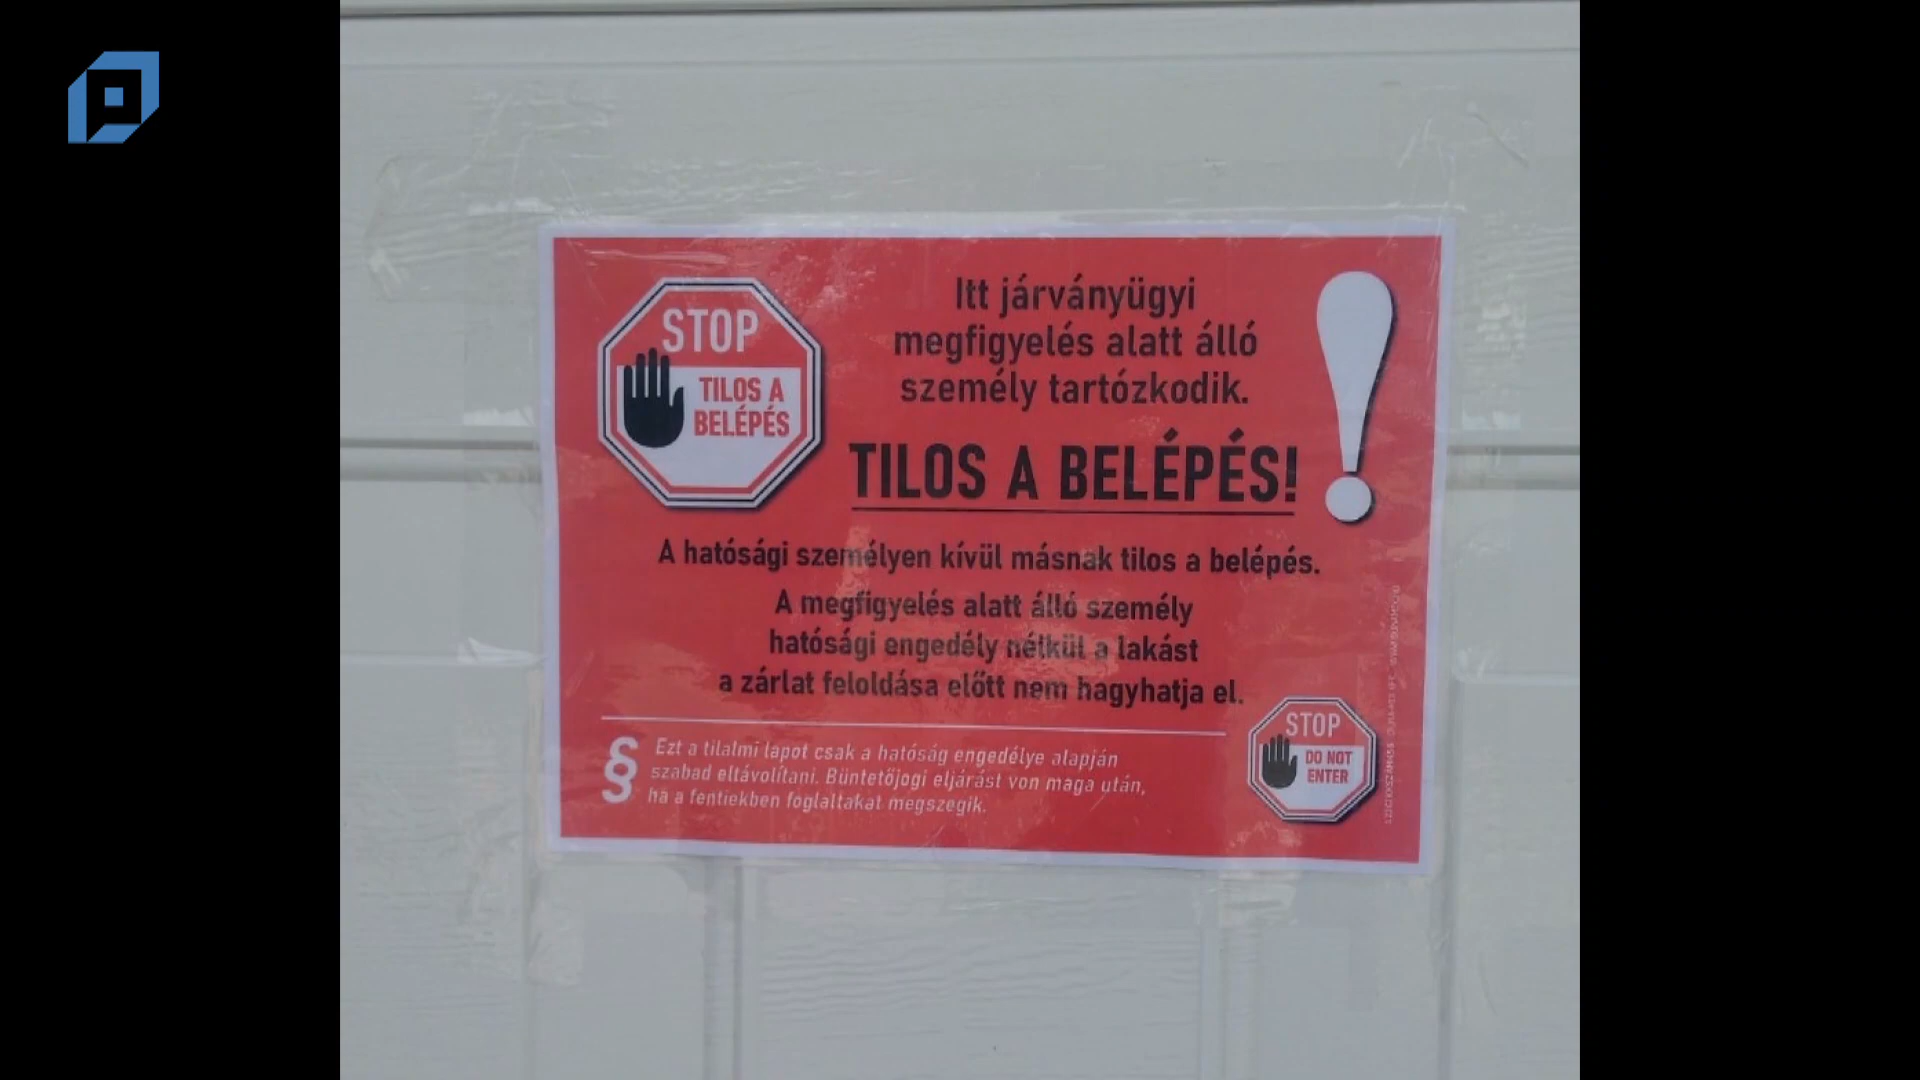 STOP
TILOS A
BELÉPÉS
Itt járványügyi
megfigyelés alatt álló
személy tartózkodik.
TILOS A BELÉPÉS!
A hatósági személyen kívül másnak tilos a belépés.
A megfigyelés alatt álló személy
hatósági engedély nélkül a lakást
a zárlat feloldása előtt nem hagyhatja el.
§ Ezt a tilalmi lapot csak a hatóság engedélye alapján
szabad eltávolítani. Büntetőjogi eljárást von maga után,
ha a fentiekben foglaltakat megszegik.
STOP
DO NOT
ENTER